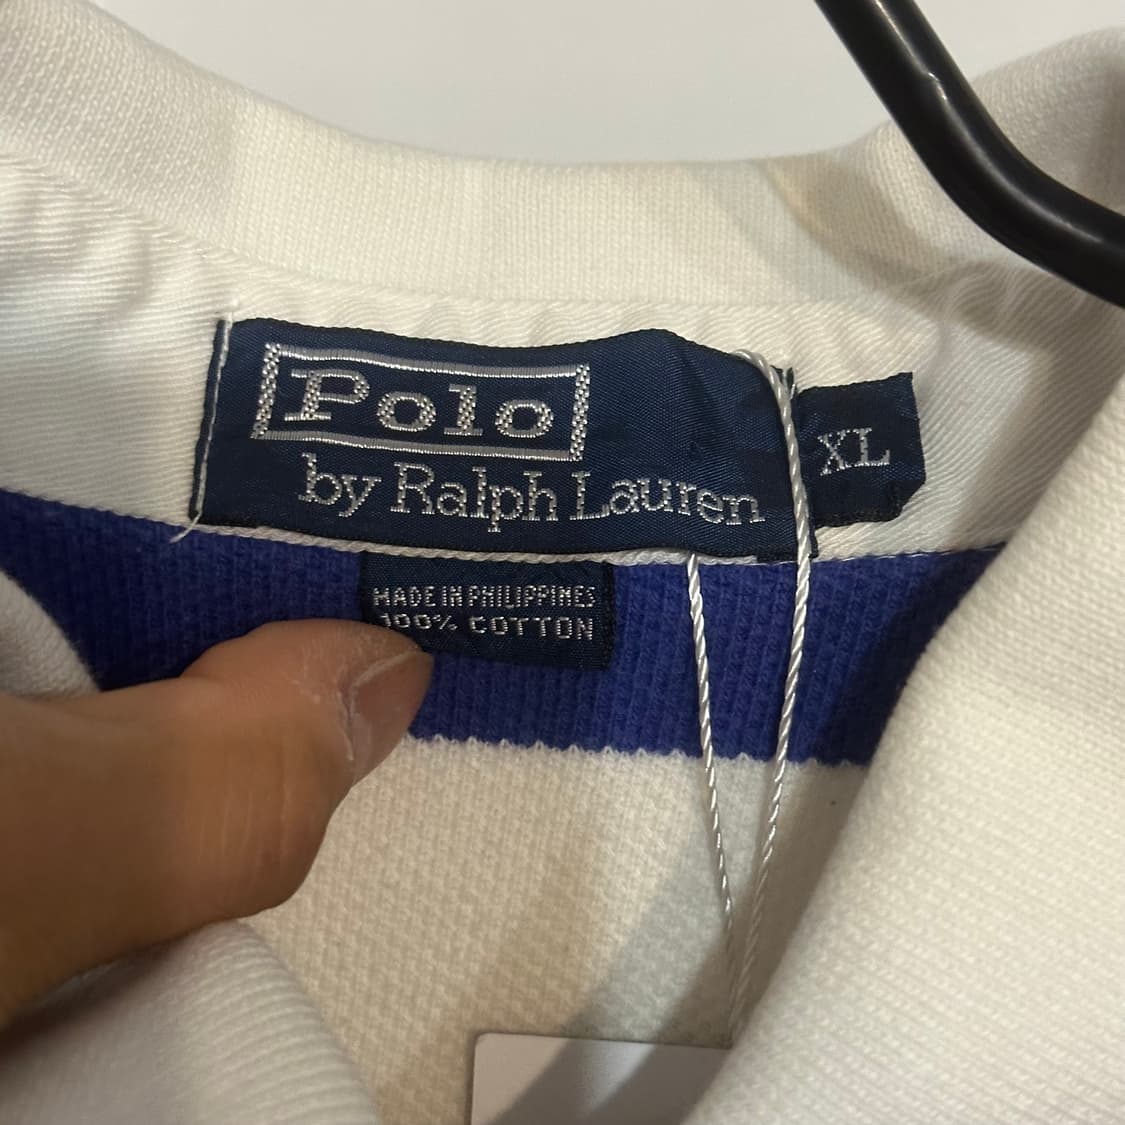 Polo
by Ralph Lauren
XL
MADE IN PHILIPPINES
100% COTTON